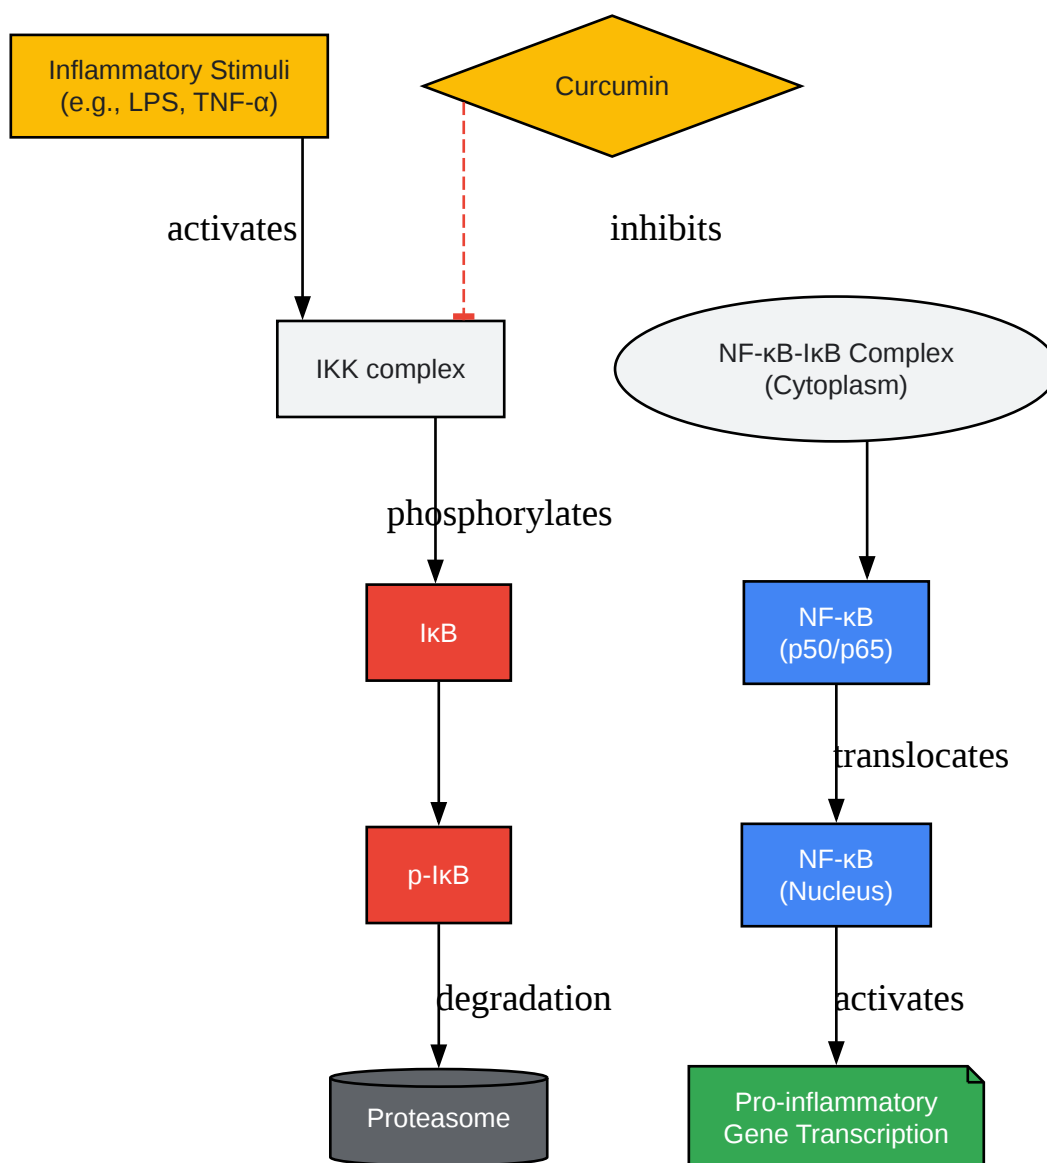 Inflammatory Stimuli
(e.g., LPS, TNF-α)
Curcumin
activates
inhibits
IKK complex
NF-κB-IκB Complex
(Cytoplasm)
phosphorylates
IκB
NF-κB
(p50/p65)
translocates
p-IκB
NF-κB
(Nucleus)
degradation
activates
Proteasome
Pro-inflammatory
Gene Transcription